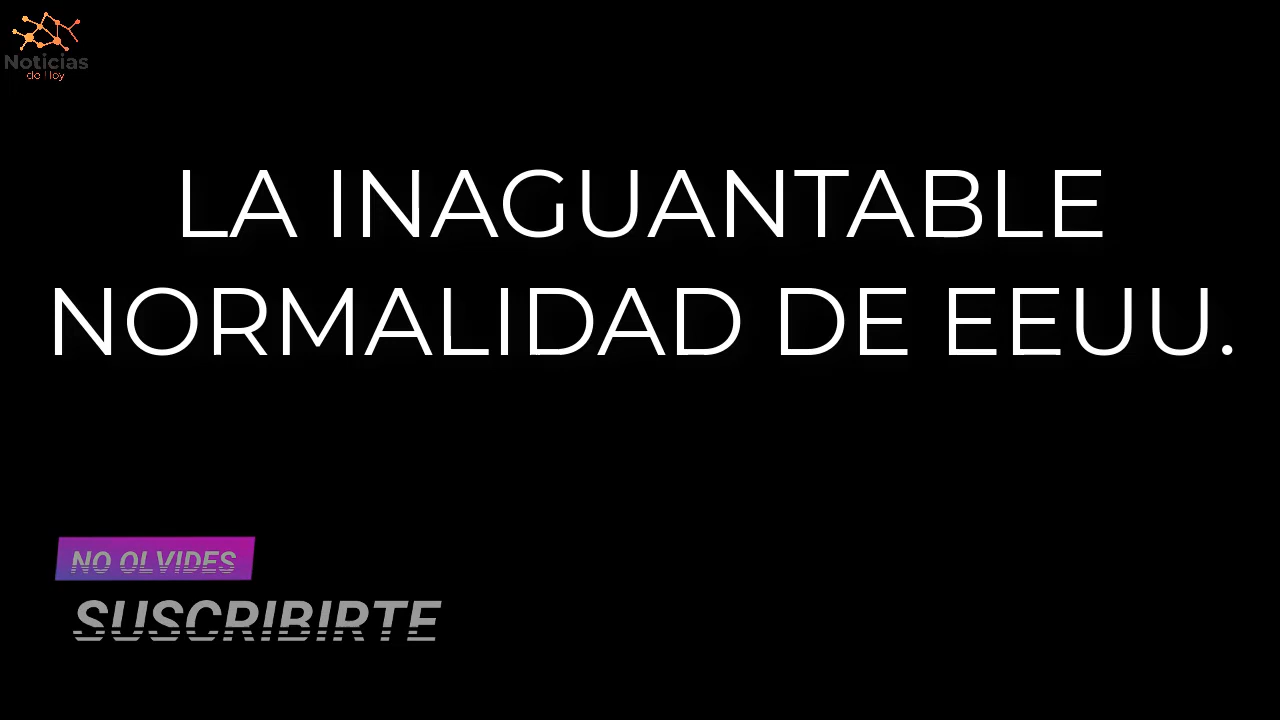 Noticias
de Hoy
LA INAGUANTABLE
NORMALIDAD DE EEUU.
NO OLVIDES
SUSCRIBIRTE